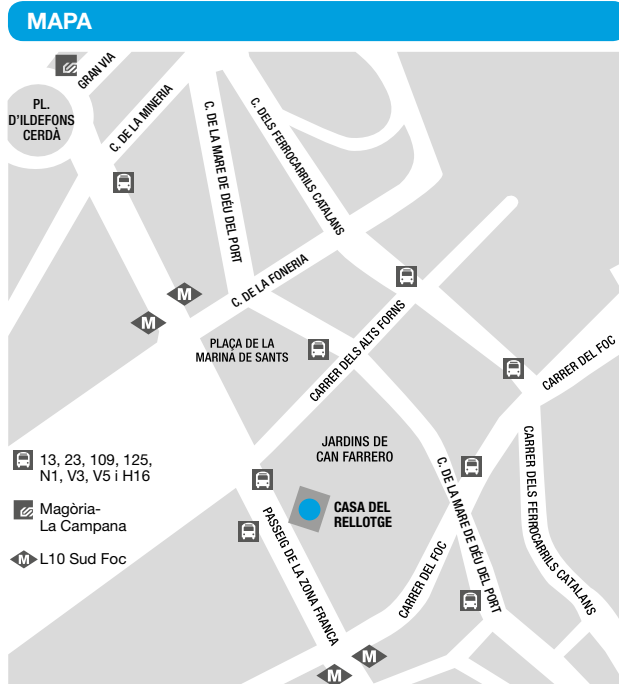 MAPA
GRAN VIA
PL.
D'ILDEFONS
CERDÀ
C. DE LA MINERIA
C. DE LA MARE DE DÉU DEL PORT
C. DELS FERROCARRILS CATALANS
C. DE LA FONERIA
M
M
PLAÇA DE LA
MARINA DE SANTS
CARRER DELS ALTS FORNS
CARRER DEL FOC
JARDINS DE
CAN FARRERO
CARRER DELS FERROCARRILS CATALANS
C. DE LA MARE DE DÉU DEL PORT
13, 23, 109, 125,
N1, V3, V5 i H16
Magòria-
La Campana
M L10 Sud Foc
CASA DEL
RELLOTGE
PASSEIG DE LA ZONA FRANCA
CARRER DEL FOC
M
M